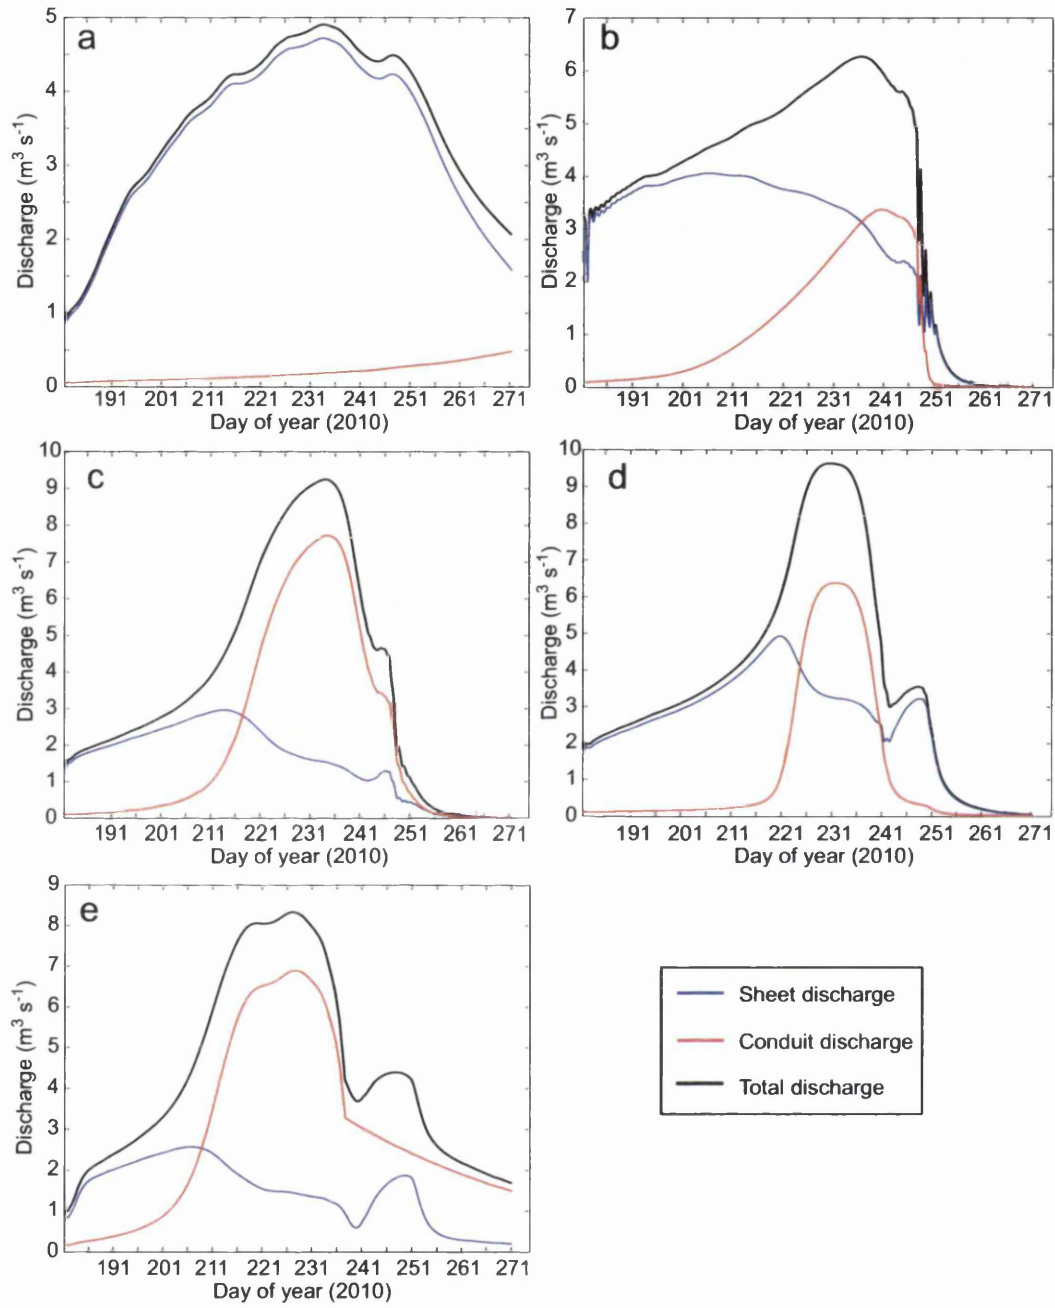 a
5
4
3
2
1
0
Discharge (m³ s⁻¹)
191 201 211 221 231 241 251 261 271
Day of year (2010)
b
7
6
5
4
3
2
1
0
Discharge (m³ s⁻¹)
191 201 211 221 231 241 251 261 271
Day of year (2010)
c
10
9
8
7
6
5
4
3
2
1
0
Discharge (m³ s⁻¹)
191 201 211 221 231 241 251 261 271
Day of year (2010)
d
10
9
8
7
6
5
4
3
2
1
0
Discharge (m³ s⁻¹)
191 201 211 221 231 241 251 261 271
Day of year (2010)
e
9
8
7
6
5
4
3
2
1
0
Discharge (m³ s⁻¹)
191 201 211 221 231 241 251 261 271
Day of year (2010)
Sheet discharge
Conduit discharge
Total discharge